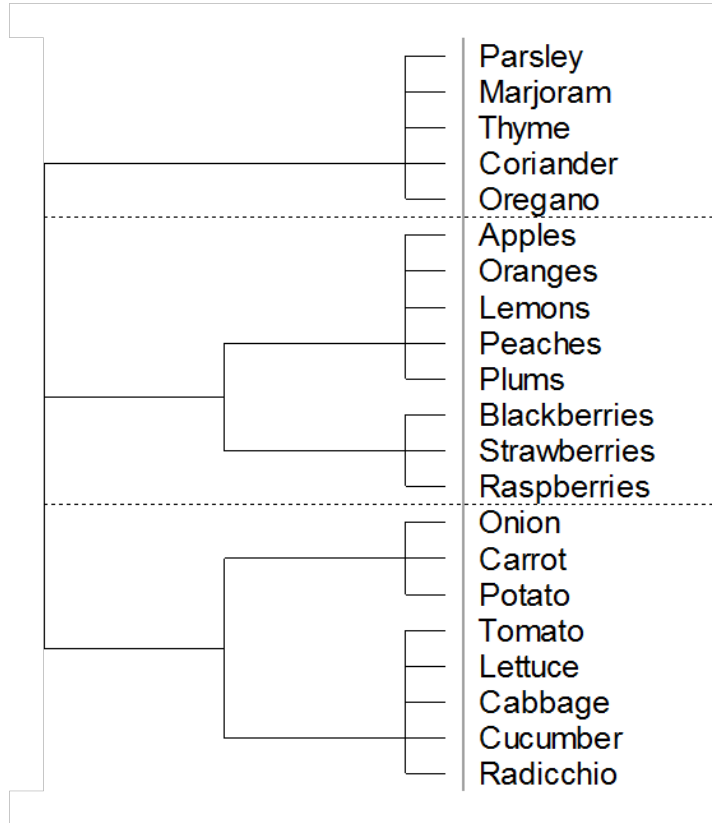 Parsley
Marjoram
Thyme
Coriander
Oregano
Apples
Oranges
Lemons
Peaches
Plums
Blackberries
Strawberries
Raspberries
Onion
Carrot
Potato
Tomato
Lettuce
Cabbage
Cucumber
Radicchio